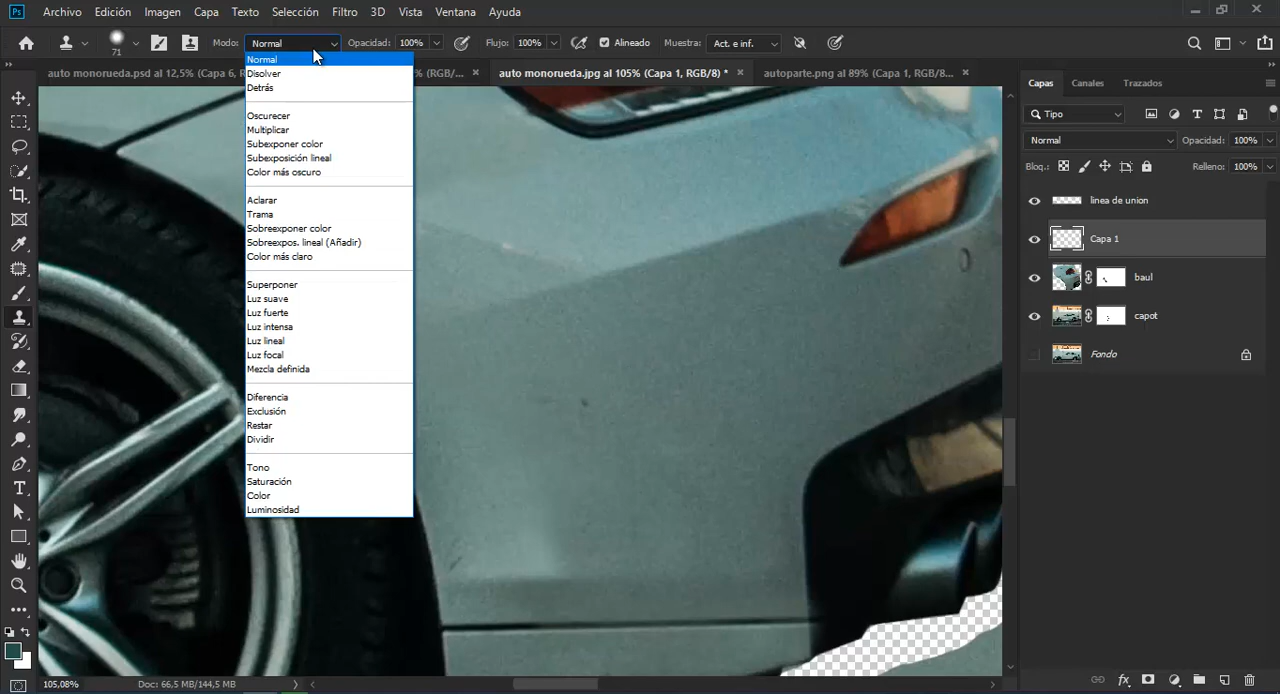 Ps Archivo Edición Imagen Capa Texto Selección Filtro 3D Vista Ventana Ayuda
71 Modo: Normal Opacidad: 100% Flujo: 100% Alineado Muestra: Act. e inf.
auto monorueda.psd al 12,5% (Capa 6, R (RGB/... × auto monorueda.jpg al 105% (Capa 1, RGB/8) * × autoparte.png al 89% (Capa 1, RGB/8... ×
Normal
Disolver
Detrás
Oscurecer
Multiplicar
Subexponer color
Subexposición lineal
Color más oscuro
Aclarar
Trama
Sobreexponer color
Sobreexpos. lineal (Añadir)
Color más claro
Superponer
Luz suave
Luz fuerte
Luz intensa
Luz lineal
Luz focal
Mezcla definida
Diferencia
Exclusión
Restar
Dividir
Tono
Saturación
Color
Luminosidad
Capas Canales Trazados
Tipo
Normal Opacidad: 100%
Bloq.: Relleno: 100%
linea de union
Capa 1
baul
capot
Fondo
105,08% Doc: 66,5 MB/144,5 MB